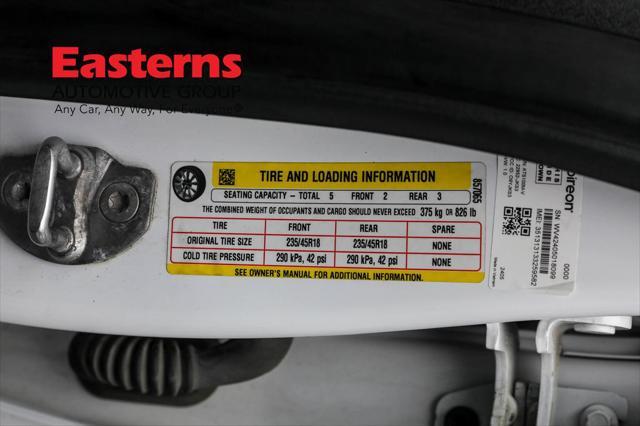 Easterns
AUTOMOTIVE GROUP
Any Car, Any Way, For Everyone®
TIRE AND LOADING INFORMATION
SEATING CAPACITY – TOTAL 5 FRONT 2 REAR 3
THE COMBINED WEIGHT OF OCCUPANTS AND CARGO SHOULD NEVER EXCEED 375 kg OR 826 lb
TIRE FRONT REAR SPARE
ORIGINAL TIRE SIZE 235/45R18 235/45R18 NONE
COLD TIRE PRESSURE 290 kPa, 42 psi 290 kPa, 42 psi NONE
SEE OWNER'S MANUAL FOR ADDITIONAL INFORMATION.
857065
spireon
0000
2405